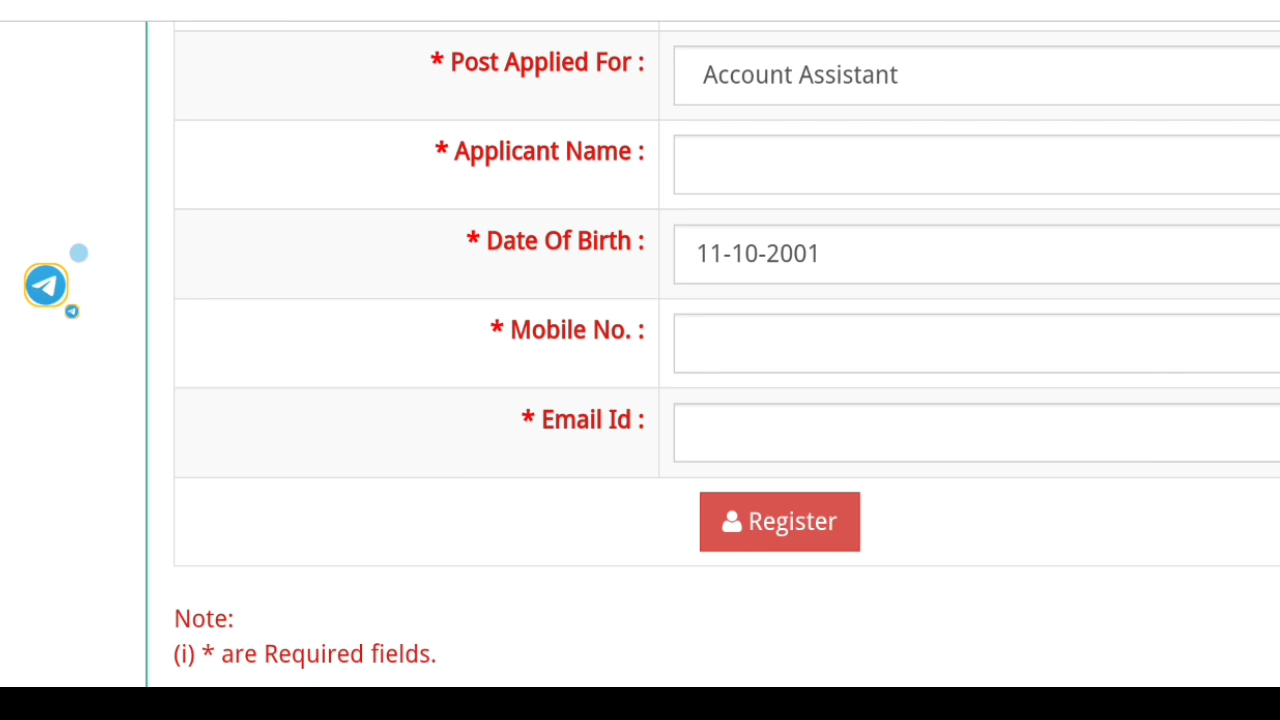 * Post Applied For : Account Assistant
* Applicant Name :
* Date Of Birth : 11-10-2001
* Mobile No. :
* Email Id :
Register
Note:
(i) * are Required fields.